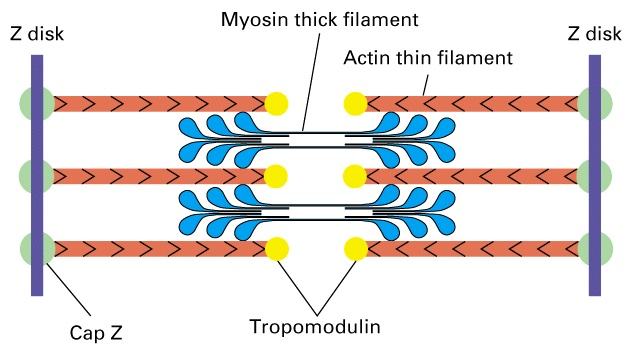 Myosin thick filament
Z disk
Z disk
Actin thin filament
Cap Z
Tropomodulin